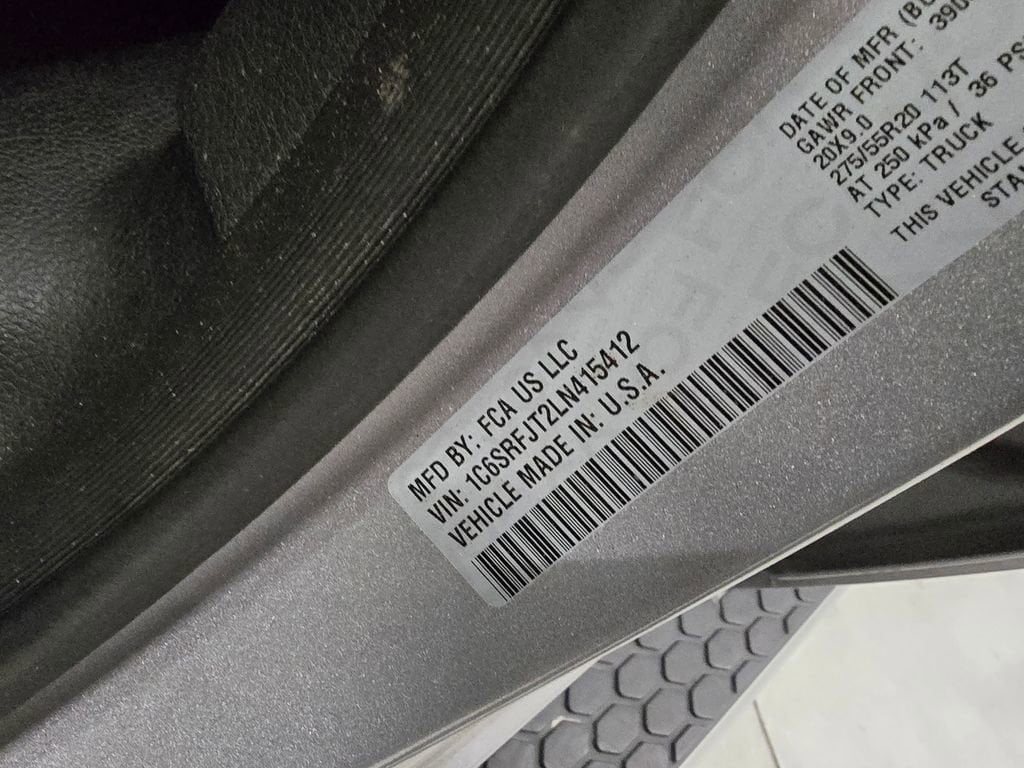 MFD BY: FCA US LLC
VIN: 1C6SRFJT2LN415412
VEHICLE MADE IN: U.S.A.
DATE OF MFR
GAWR FRONT:
20X9.0
275/55R20 113T
AT 250 kPa / 36
TYPE: TRUCK
THIS VEHICLE